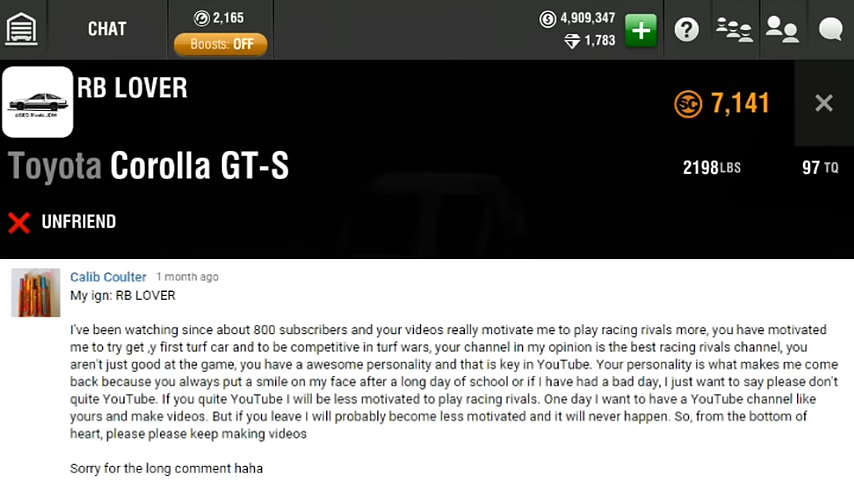 CHAT
2,165
Boosts: OFF
4,909,347
1,783
RB LOVER
@SEO.Rivals_JDM
SC 7,141
Toyota Corolla GT-S
2198LBS 97 TQ
UNFRIEND
Calib Coulter 1 month ago
My ign: RB LOVER
I've been watching since about 800 subscribers and your videos really motivate me to play racing rivals more, you have motivated
me to try get ,y first turf car and to be competitive in turf wars, your channel in my opinion is the best racing rivals channel, you
aren't just good at the game, you have a awesome personality and that is key in YouTube. Your personality is what makes me come
back because you always put a smile on my face after a long day of school or if I have had a bad day, I just want to say please don't
quite YouTube. If you quite YouTube I will be less motivated to play racing rivals. One day I want to have a YouTube channel like
yours and make videos. But if you leave I will probably become less motivated and it will never happen. So, from the bottom of
heart, please please keep making videos
Sorry for the long comment haha